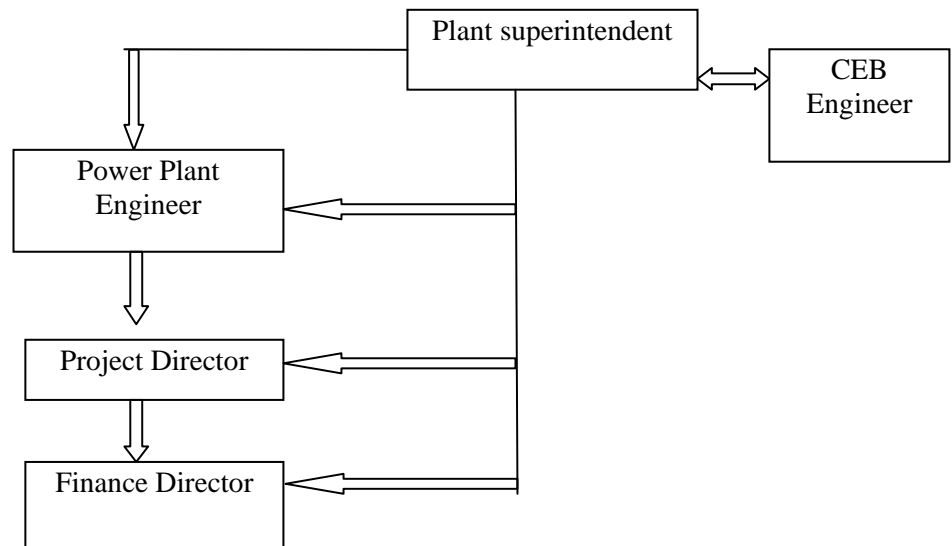 Plant superintendent
CEB
Engineer
Power Plant
Engineer
Project Director
Finance Director